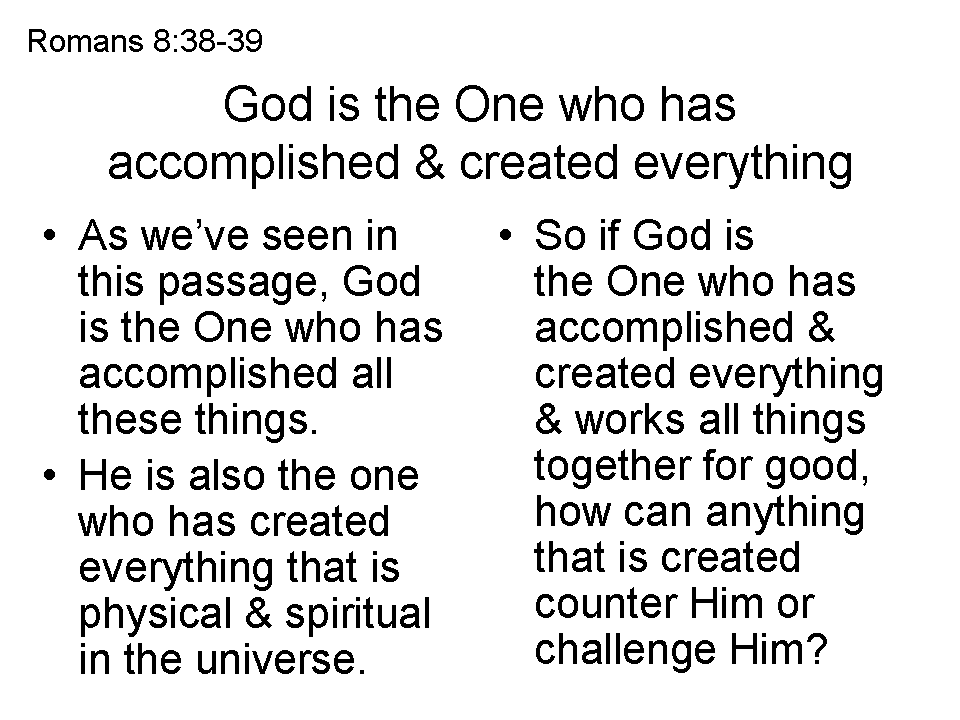 Romans 8:38-39
God is the One who has
accomplished & created everything
• As we’ve seen in
this passage, God
is the One who has
accomplished all
these things.
• He is also the one
who has created
everything that is
physical & spiritual
in the universe.
• So if God is
the One who has
accomplished &
created everything
& works all things
together for good,
how can anything
that is created
counter Him or
challenge Him?